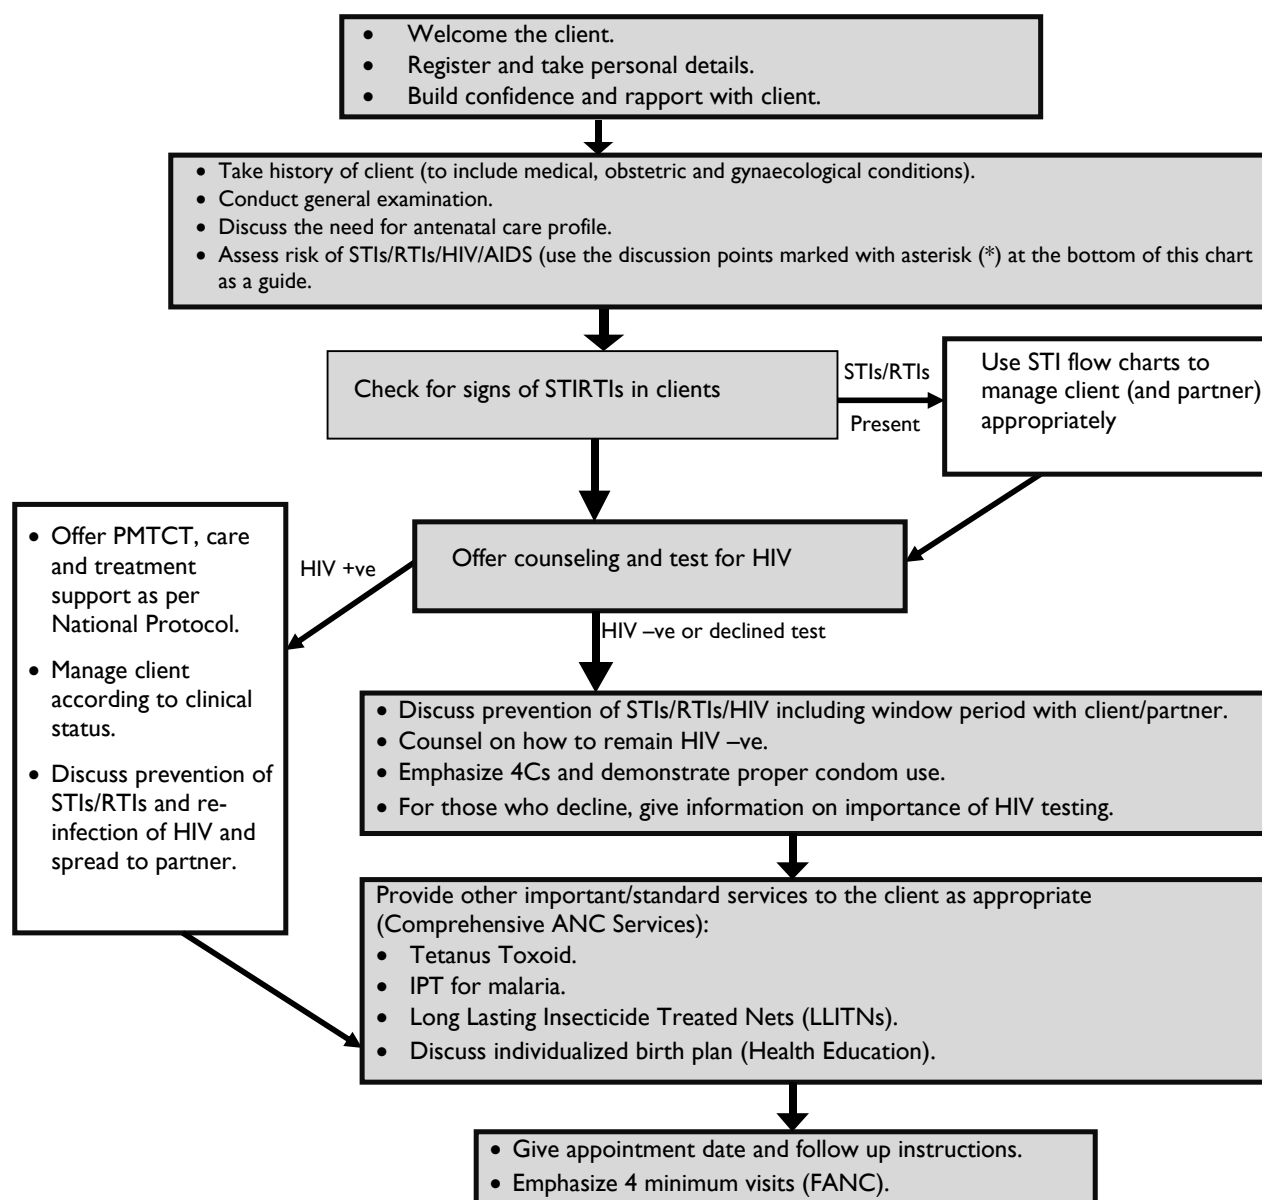 • Welcome the client.
• Register and take personal details.
• Build confidence and rapport with client.
• Take history of client (to include medical, obstetric and gynaecological conditions).
• Conduct general examination.
• Discuss the need for antenatal care profile.
• Assess risk of STIs/RTIs/HIV/AIDS (use the discussion points marked with asterisk (*) at the bottom of this chart
as a guide.
Check for signs of STIRTIs in clients
STIs/RTIs
Present
Use STI flow charts to
manage client (and partner)
appropriately
Offer counseling and test for HIV
HIV +ve
• Offer PMTCT, care
and treatment
support as per
National Protocol.
• Manage client
according to clinical
status.
• Discuss prevention of
STIs/RTIs and re-
infection of HIV and
spread to partner.
HIV –ve or declined test
• Discuss prevention of STIs/RTIs/HIV including window period with client/partner.
• Counsel on how to remain HIV –ve.
• Emphasize 4Cs and demonstrate proper condom use.
• For those who decline, give information on importance of HIV testing.
Provide other important/standard services to the client as appropriate
(Comprehensive ANC Services):
• Tetanus Toxoid.
• IPT for malaria.
• Long Lasting Insecticide Treated Nets (LLITNs).
• Discuss individualized birth plan (Health Education).
• Give appointment date and follow up instructions.
• Emphasize 4 minimum visits (FANC).